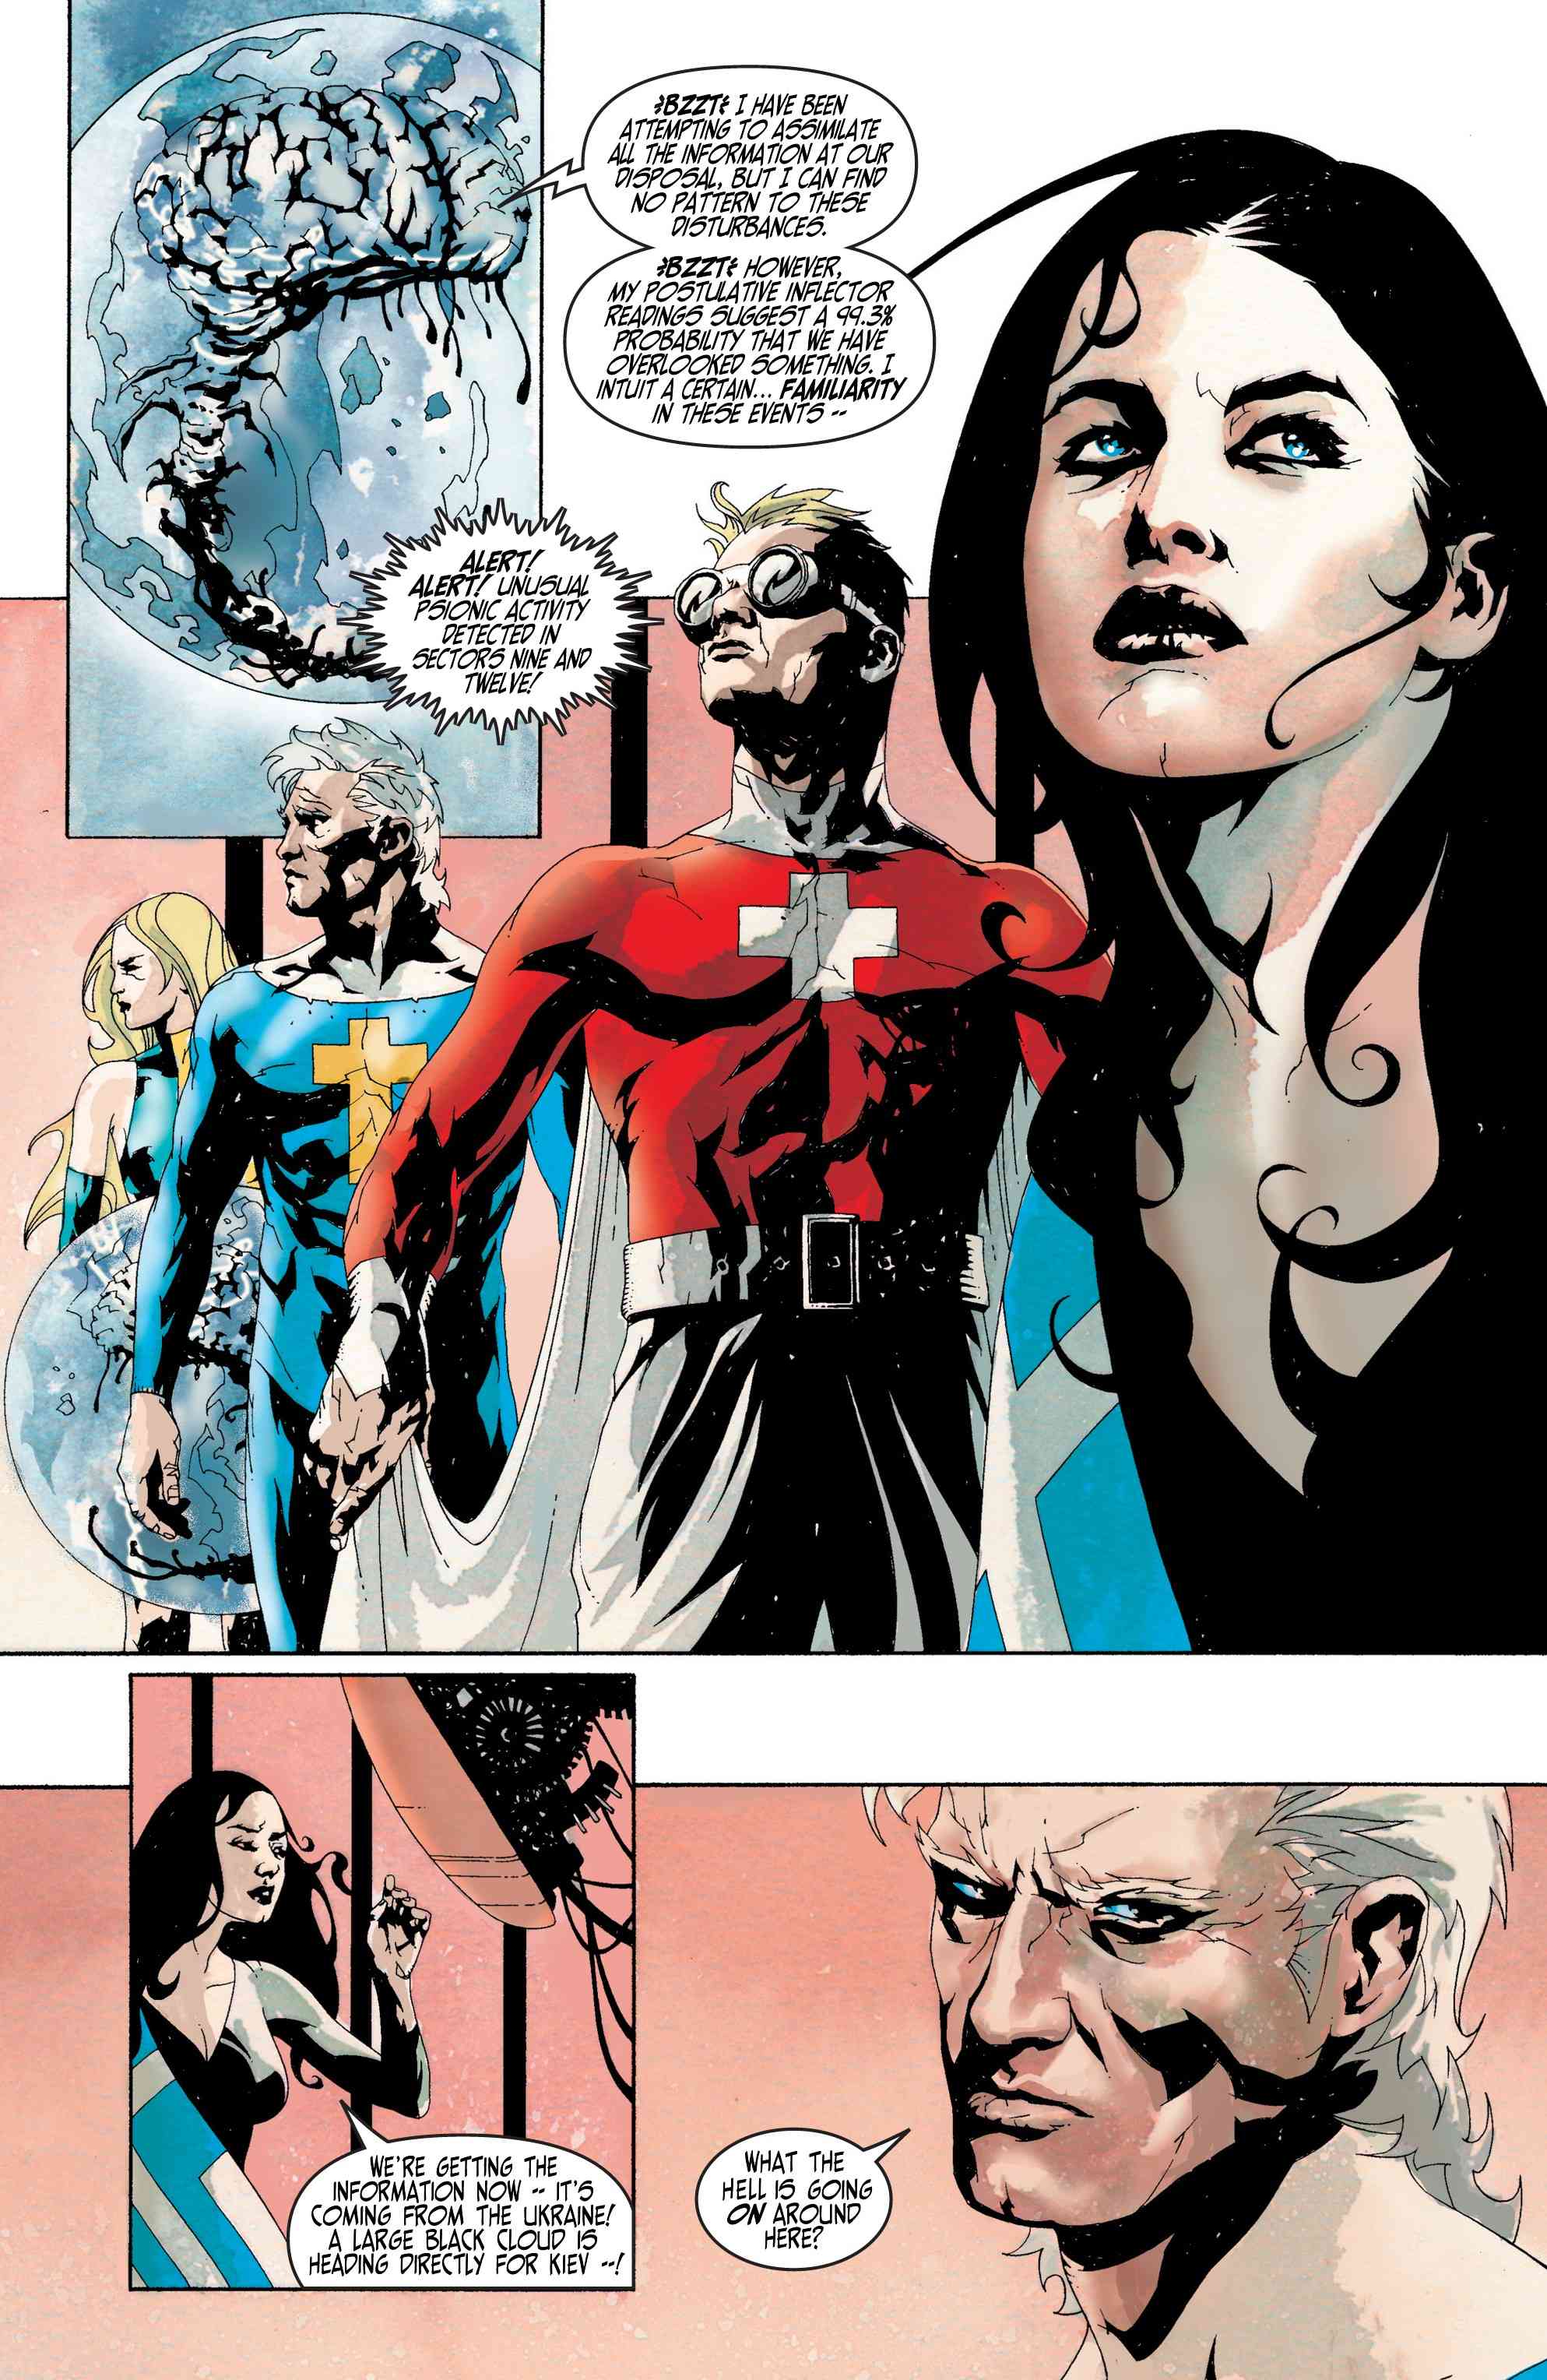 *BZZT* I HAVE BEEN
ATTEMPTING TO ASSIMILATE
ALL THE INFORMATION AT OUR
DISPOSAL, BUT I CAN FIND
NO PATTERN TO THESE
DISTURBANCES.
*BZZT* HOWEVER,
MY POSTULATIVE INFLECTOR
READINGS SUGGEST A 99.3%
PROBABILITY THAT WE HAVE
OVERLOOKED SOMETHING. I
INTUIT A CERTAIN... FAMILIARITY
IN THESE EVENTS --
ALERT!
ALERT! UNUSUAL
PSIONIC ACTIVITY
DETECTED IN
SECTORS NINE AND
TWELVE!
WE'RE GETTING THE
INFORMATION NOW -- IT'S
COMING FROM THE UKRAINE!
A LARGE BLACK CLOUD IS
HEADING DIRECTLY FOR KIEV --!
WHAT THE
HELL IS GOING
ON AROUND
HERE?